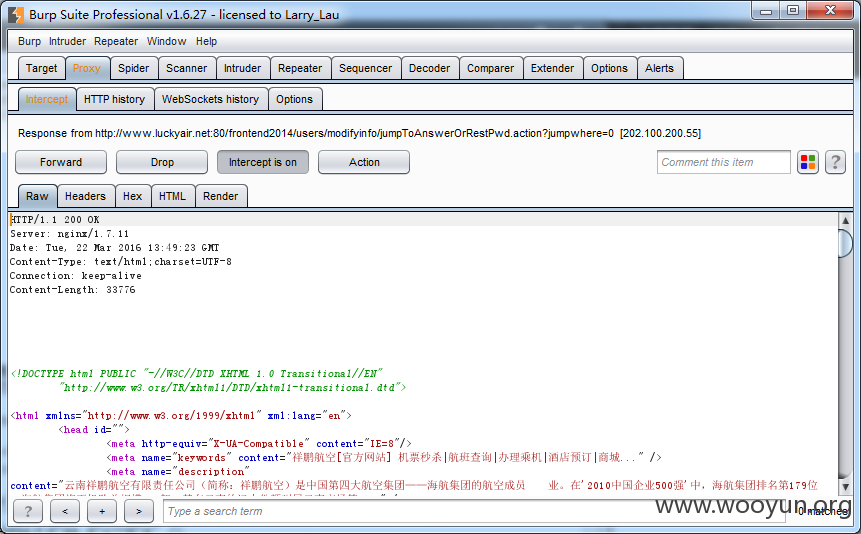 Burp Suite Professional v1.6.27 - licensed to Larry_Lau
Burp Intruder Repeater Window Help
Target Proxy Spider Scanner Intruder Repeater Sequencer Decoder Comparer Extender Options Alerts
Intercept HTTP history WebSockets history Options
Response from http://www.luckyair.net:80/frontend2014/users/modifyinfo/jumpToAnswerOrRestPwd.action?jumpwhere=0 [202.100.200.55]
Forward Drop Intercept is on Action Comment this item ?
Raw Headers Hex HTML Render
HTTP/1.1 200 OK
Server: nginx/1.7.11
Date: Tue, 22 Mar 2016 13:49:23 GMT
Content-Type: text/html;charset=UTF-8
Connection: keep-alive
Content-Length: 33776
<!DOCTYPE html PUBLIC "-//W3C//DTD XHTML 1.0 Transitional//EN"
"http://www.w3.org/TR/xhtml1/DTD/xhtml1-transitional.dtd">
<html xmlns="http://www.w3.org/1999/xhtml" xml:lang="en">
<head id="">
<meta http-equiv="X-UA-Compatible" content="IE=8"/>
<meta name="keywords" content="祥鹏航空[官方网站] 机票秒杀|航班查询|办理乘机|酒店预订|商城..." />
<meta name="description"
content="云南祥鹏航空有限责任公司（简称：祥鹏航空）是中国第四大航空集团——海航集团的航空成员 业。在'2010中国企业500强'中，海航集团排名第179位
? < + > Type a search term 0 matches
www.wooyun.org